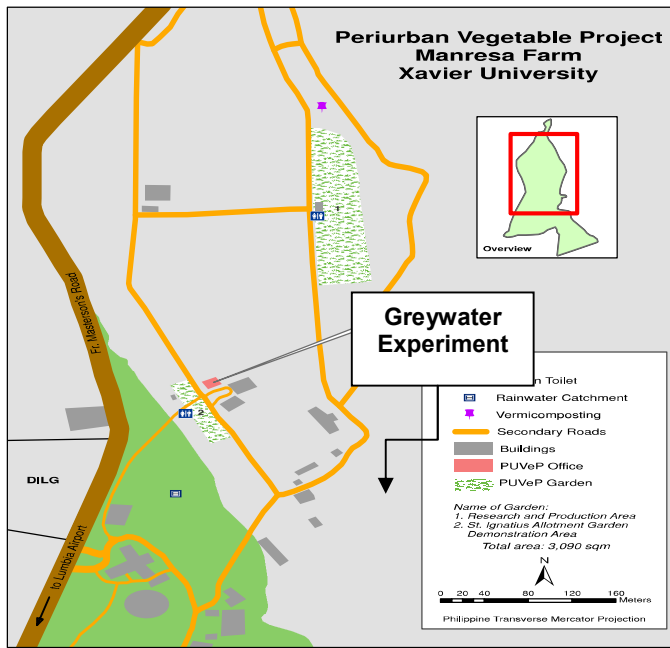 Periurban Vegetable Project
Manresa Farm
Xavier University
Overview
1
Fr. Masterson's Road
Greywater
Experiment
2
DILG
to Lumbia Airport
Toilet
Rainwater Catchment
Vermicomposting
Secondary Roads
Buildings
PUVeP Office
PUVeP Garden
Name of Garden:
1. Research and Production Area
2. St. Ignatius Allotment Garden
Demonstration Area
Total area: 3,090 sqm
N
0 20 40 80 120 160
Meters
Philippine Transverse Mercator Projection